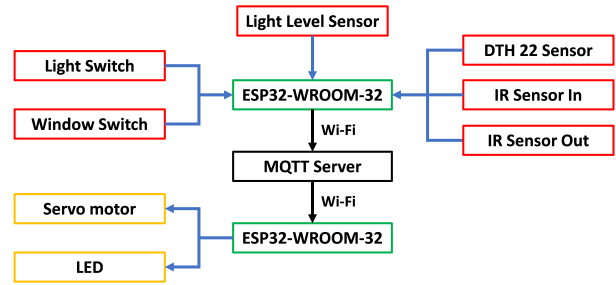 Light Level Sensor
Light Switch
DTH 22 Sensor
ESP32-WROOM-32
IR Sensor In
Window Switch
Wi-Fi
IR Sensor Out
MQTT Server
Wi-Fi
Servo motor
ESP32-WROOM-32
LED